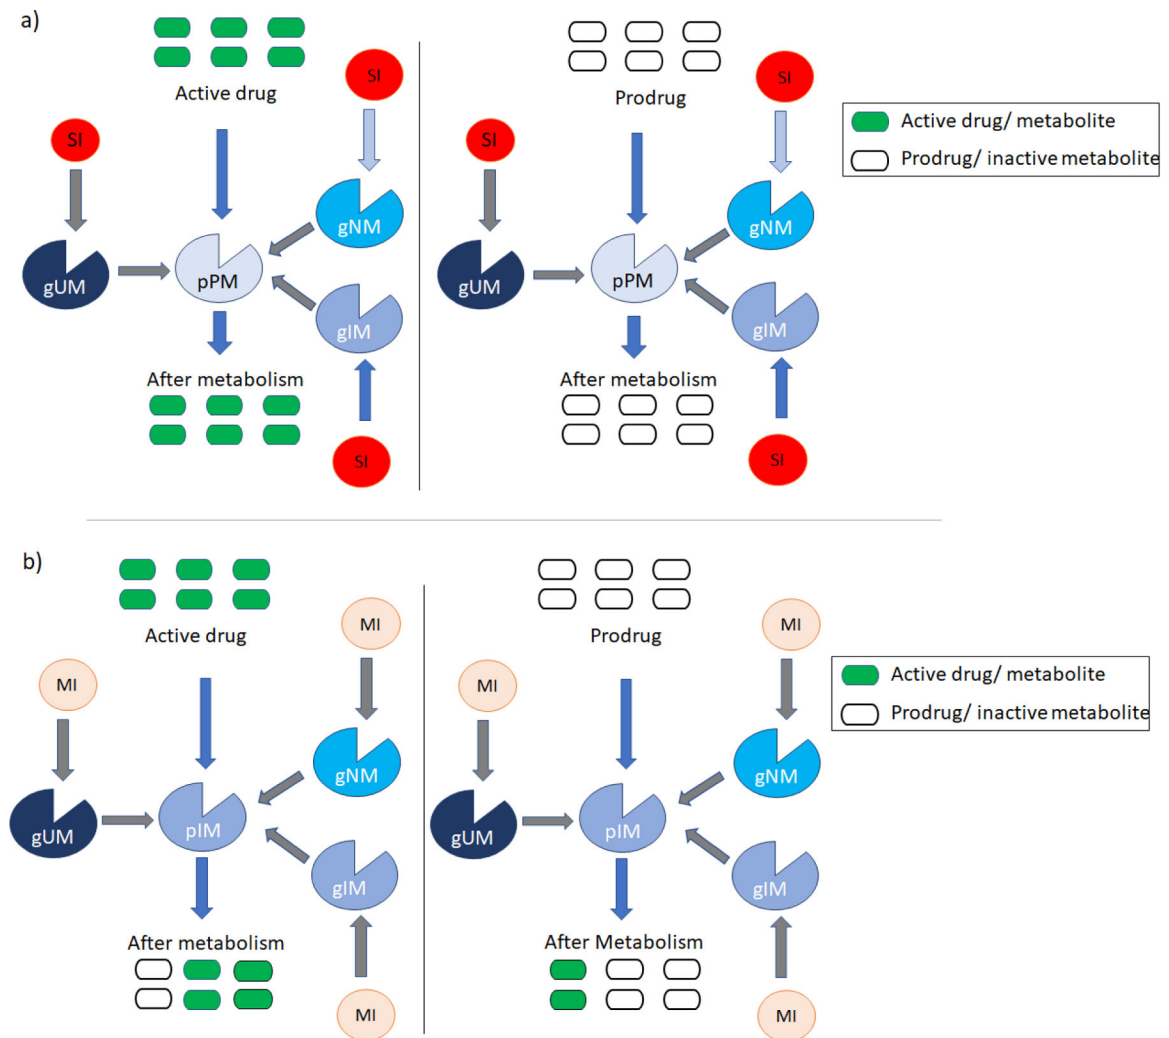 a)
Active drug
SI
SI
gUM
pPM
gNM
gIM
After metabolism
SI
Prodrug
SI
SI
gUM
pPM
gNM
gIM
After metabolism
SI
Active drug/ metabolite
Prodrug/ inactive metabolite
b)
Active drug
MI
MI
gUM
pIM
gNM
gIM
After metabolism
MI
Prodrug
MI
MI
gUM
pIM
gNM
gIM
After Metabolism
MI
Active drug/ metabolite
Prodrug/ inactive metabolite